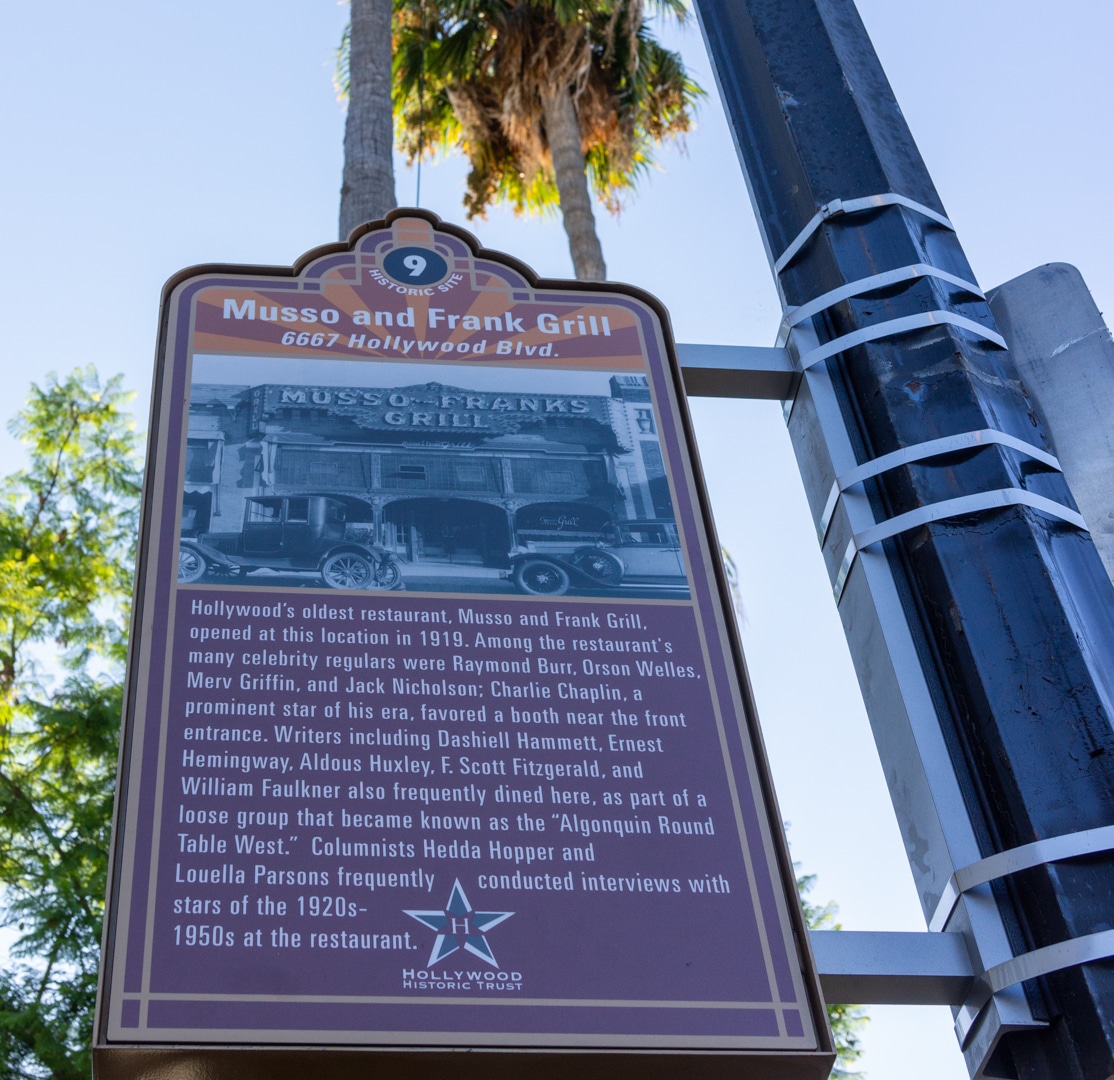 9
HISTORIC SITE
Musso and Frank Grill
6667 Hollywood Blvd.
MUSSO-FRANKS
GRILL
Grill
Hollywood's oldest restaurant, Musso and Frank Grill,
opened at this location in 1919. Among the restaurant's
many celebrity regulars were Raymond Burr, Orson Welles,
Merv Griffin, and Jack Nicholson; Charlie Chaplin, a
prominent star of his era, favored a booth near the front
entrance. Writers including Dashiell Hammett, Ernest
Hemingway, Aldous Huxley, F. Scott Fitzgerald, and
William Faulkner also frequently dined here, as part of a
loose group that became known as the “Algonquin Round
Table West.” Columnists Hedda Hopper and
Louella Parsons frequently conducted interviews with
stars of the 1920s-
1950s at the restaurant.
H
HOLLYWOOD
HISTORIC TRUST